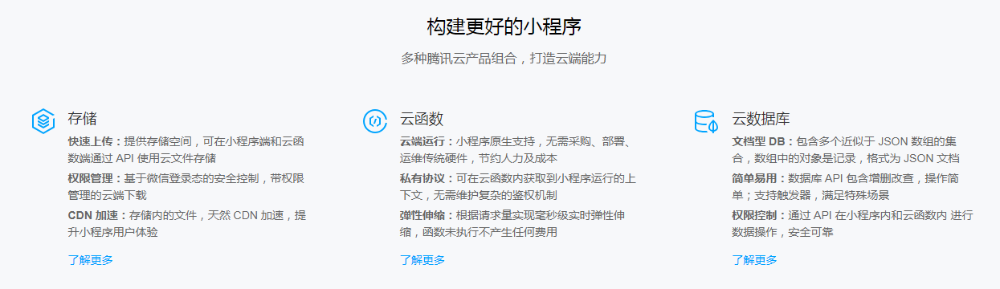 构建更好的小程序
多种腾讯云产品组合，打造云端能力
存储
快速上传：提供存储空间，可在小程序端和云函
数端通过 API 使用云文件存储
权限管理：基于微信登录态的安全控制，带权限
管理的云端下载
CDN 加速：存储内的文件，天然 CDN 加速，提
升小程序用户体验
了解更多
云函数
云端运行：小程序原生支持，无需采购、部署、
运维传统硬件，节约人力及成本
私有协议：可在云函数内获取到小程序运行的上
下文，无需维护复杂的鉴权机制
弹性伸缩：根据请求量实现毫秒级实时弹性伸
缩，函数未执行不产生任何费用
了解更多
云数据库
文档型 DB：包含多个近似于 JSON 数组的集
合，数组中的对象是记录，格式为 JSON 文档
简单易用：数据库 API 包含增删改查，操作简
单；支持触发器，满足特殊场景
权限控制：通过 API 在小程序内和云函数内 进行
数据操作，安全可靠
了解更多